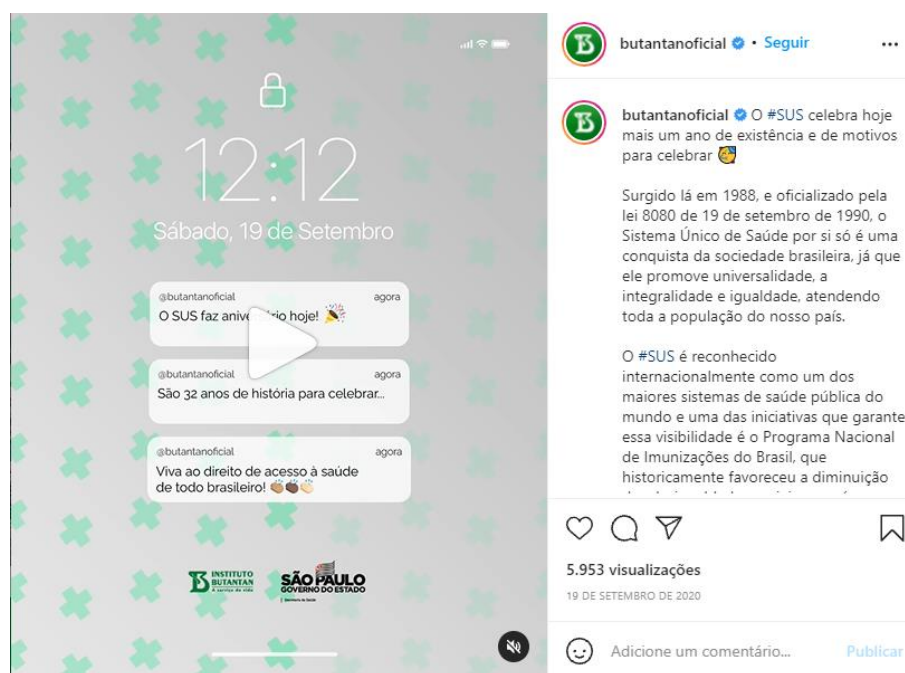 12:12
Sábado, 19 de Setembro
@butantanoficial agora
O SUS faz aniversário hoje! 🎉
@butantanoficial agora
São 32 anos de história para celebrar...
@butantanoficial agora
Viva ao direito de acesso à saúde
de todo brasileiro! 👏🏽👏🏿👏🏻
INSTITUTO
BUTANTAN
A serviço da vida
SÃO PAULO
GOVERNO DO ESTADO
butantanoficial • Seguir
butantanoficial O #SUS celebra hoje
mais um ano de existência e de motivos
para celebrar 🥳
Surgido lá em 1988, e oficializado pela
lei 8080 de 19 de setembro de 1990, o
Sistema Único de Saúde por si só é uma
conquista da sociedade brasileira, já que
ele promove universalidade, a
integralidade e igualdade, atendendo
toda a população do nosso país.
O #SUS é reconhecido
internacionalmente como um dos
maiores sistemas de saúde pública do
mundo e uma das iniciativas que garante
essa visibilidade é o Programa Nacional
de Imunizações do Brasil, que
historicamente favoreceu a diminuição
5.953 visualizações
19 DE SETEMBRO DE 2020
Adicione um comentário... Publicar